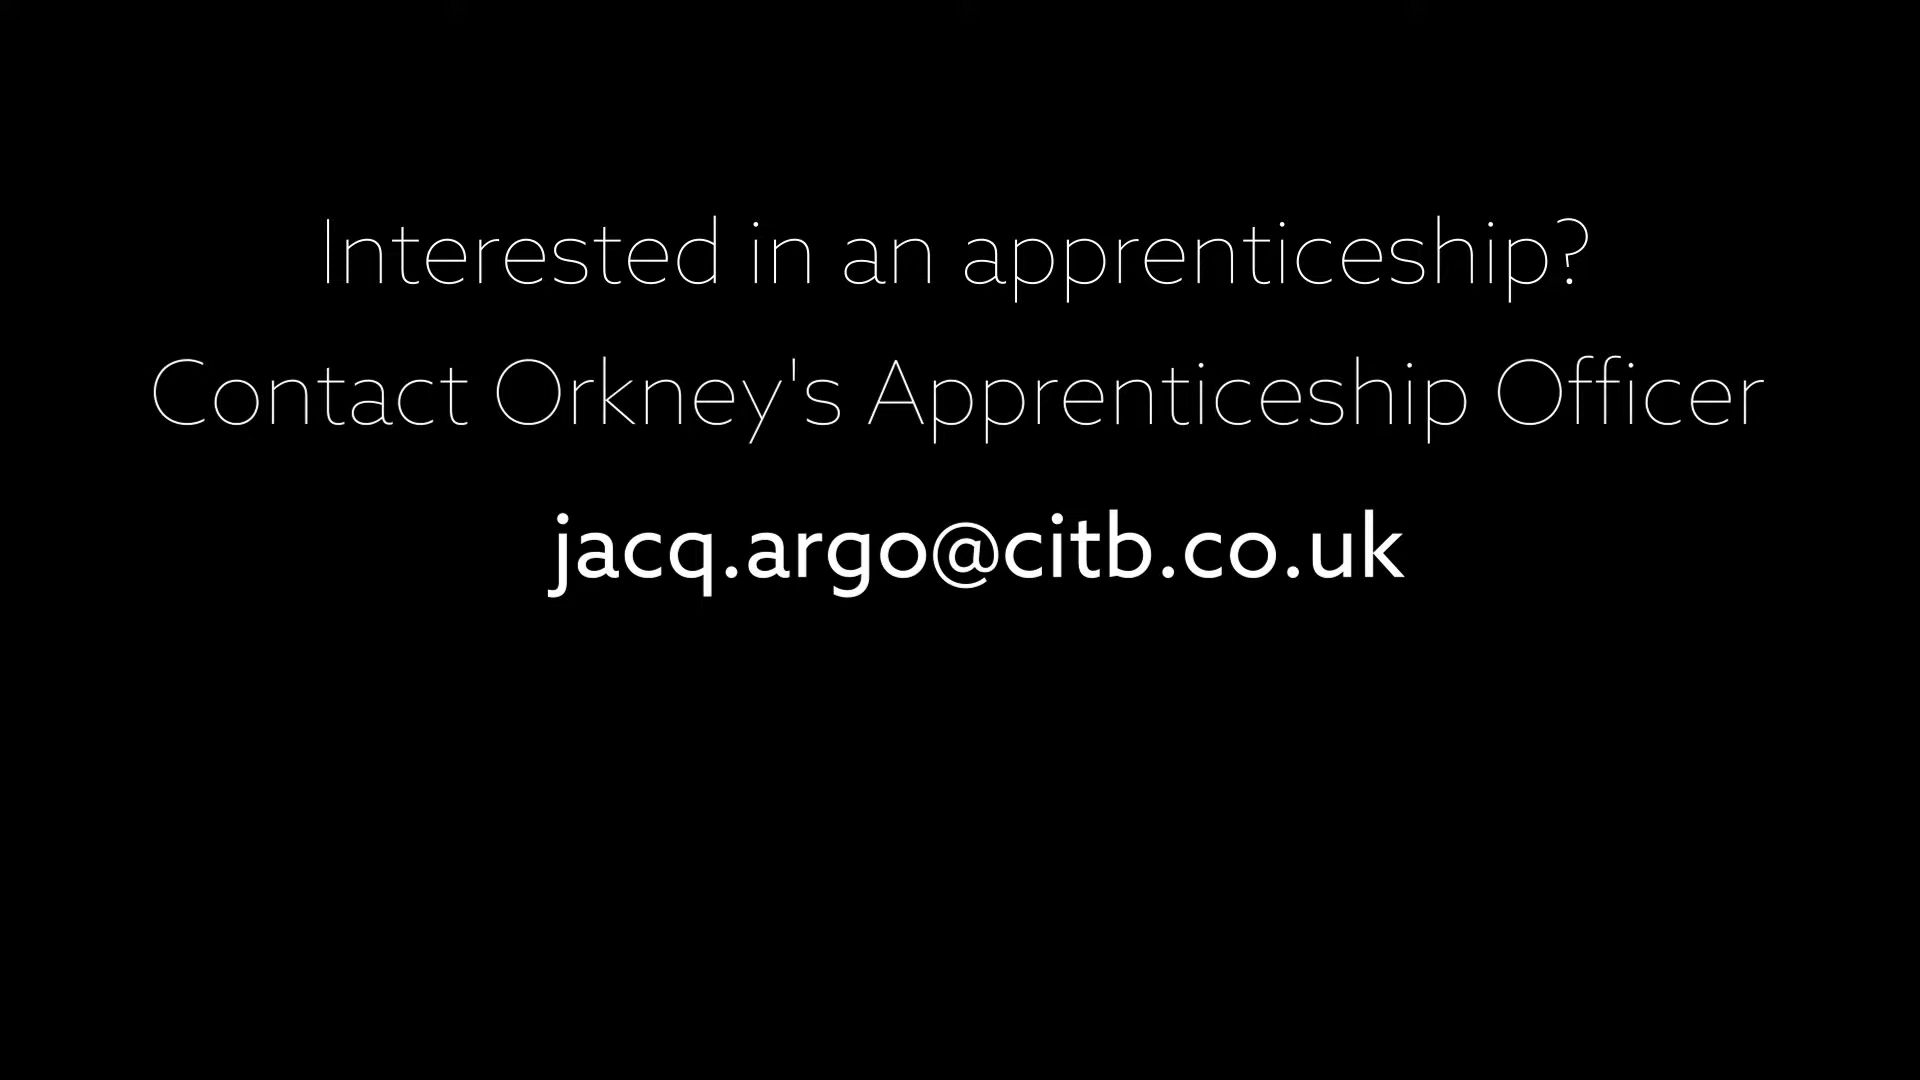 Interested in an apprenticeship?
Contact Orkney's Apprenticeship Officer
jacq.argo@citb.co.uk